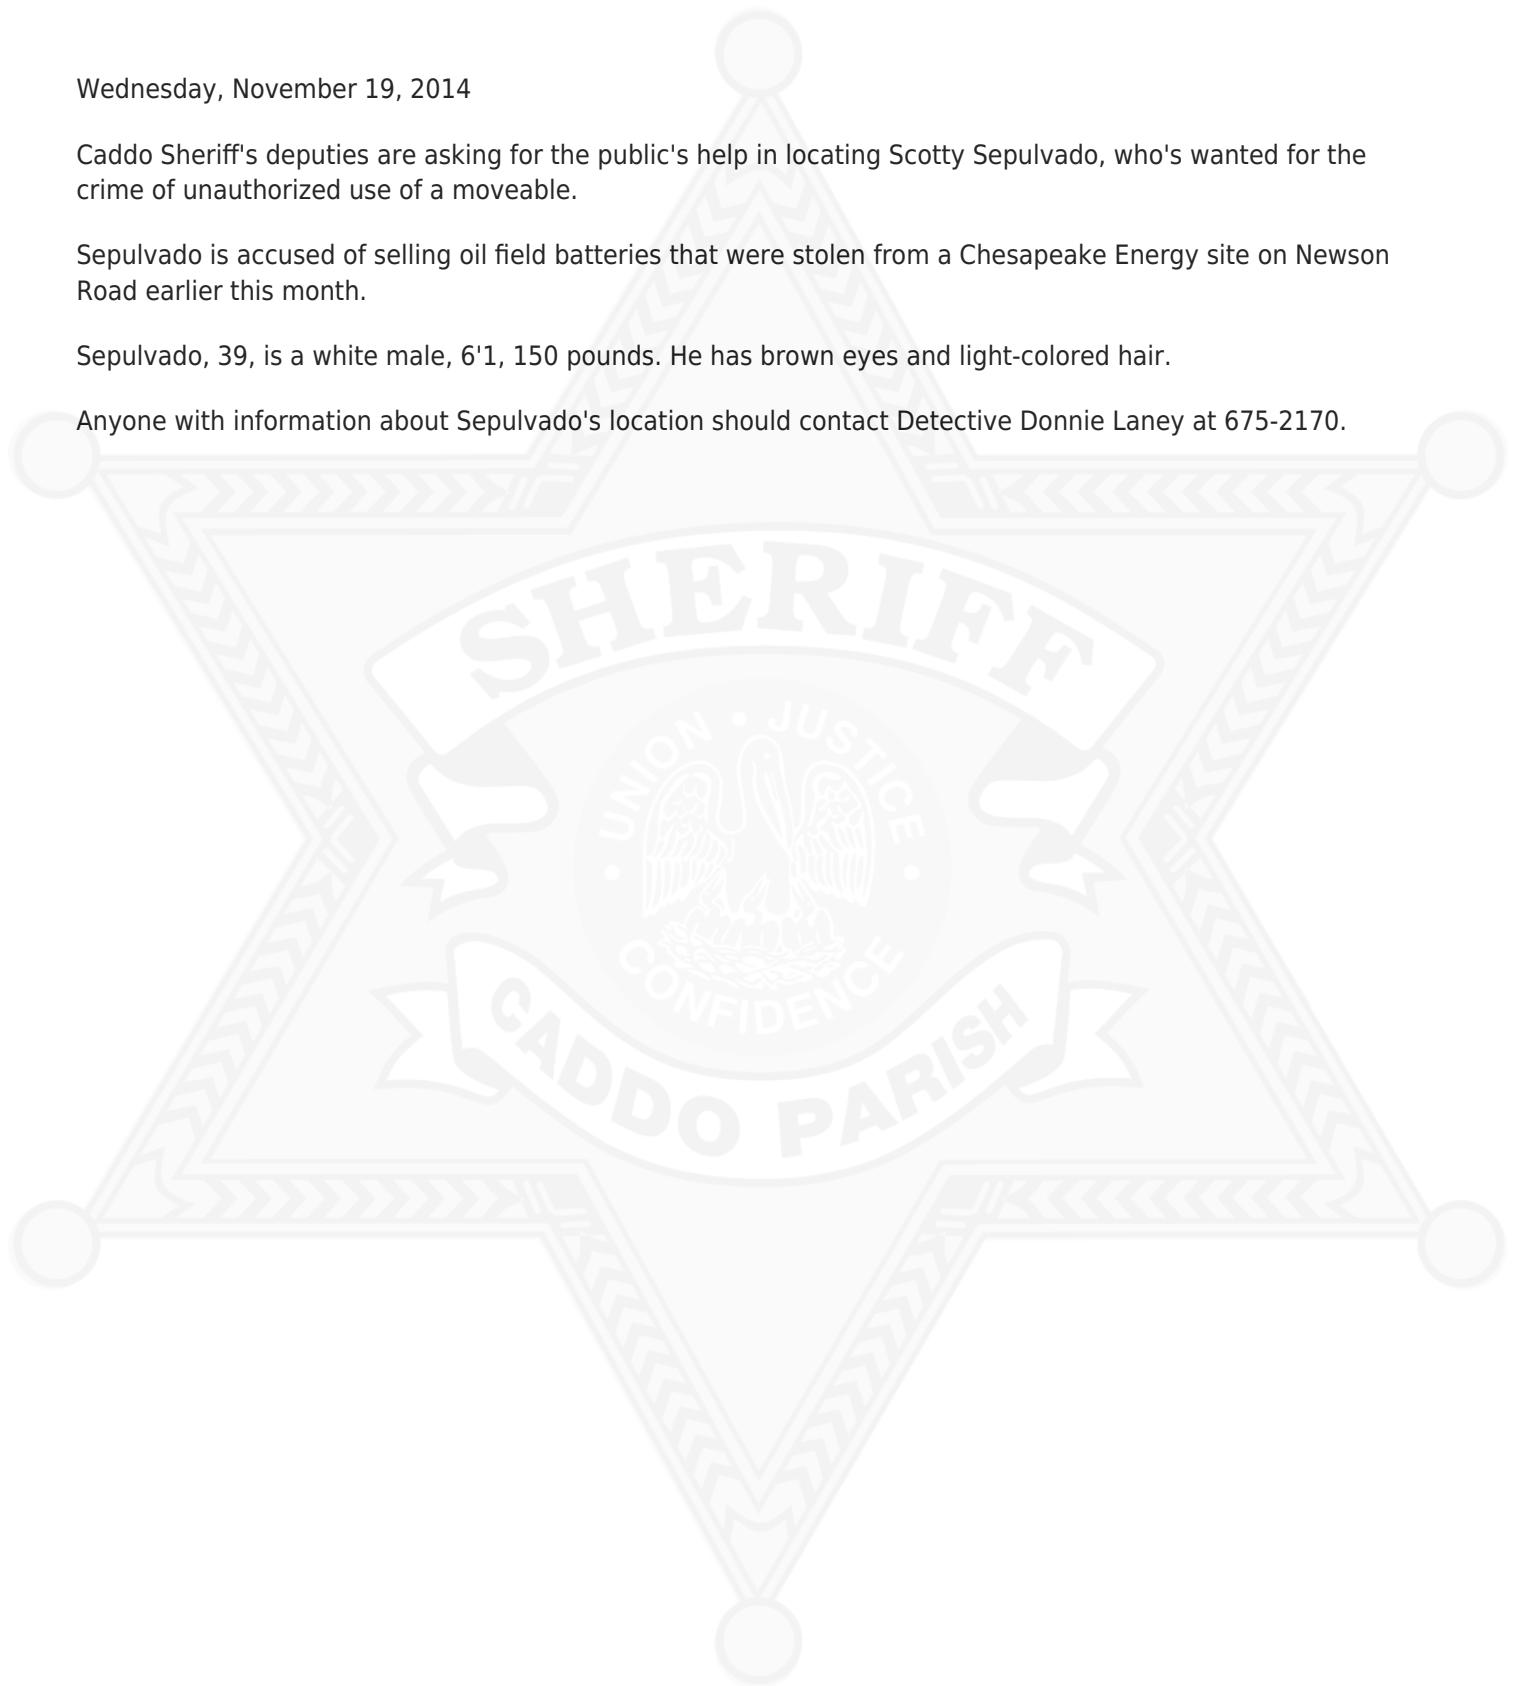 Wednesday, November 19, 2014
Caddo Sheriff's deputies are asking for the public's help in locating Scotty Sepulvado, who's wanted for the
crime of unauthorized use of a moveable.
Sepulvado is accused of selling oil field batteries that were stolen from a Chesapeake Energy site on Newson
Road earlier this month.
Sepulvado, 39, is a white male, 6'1, 150 pounds. He has brown eyes and light-colored hair.
Anyone with information about Sepulvado's location should contact Detective Donnie Laney at 675-2170.
SHERIFF
UNION • JUSTICE
• CONFIDENCE •
CADDO PARISH